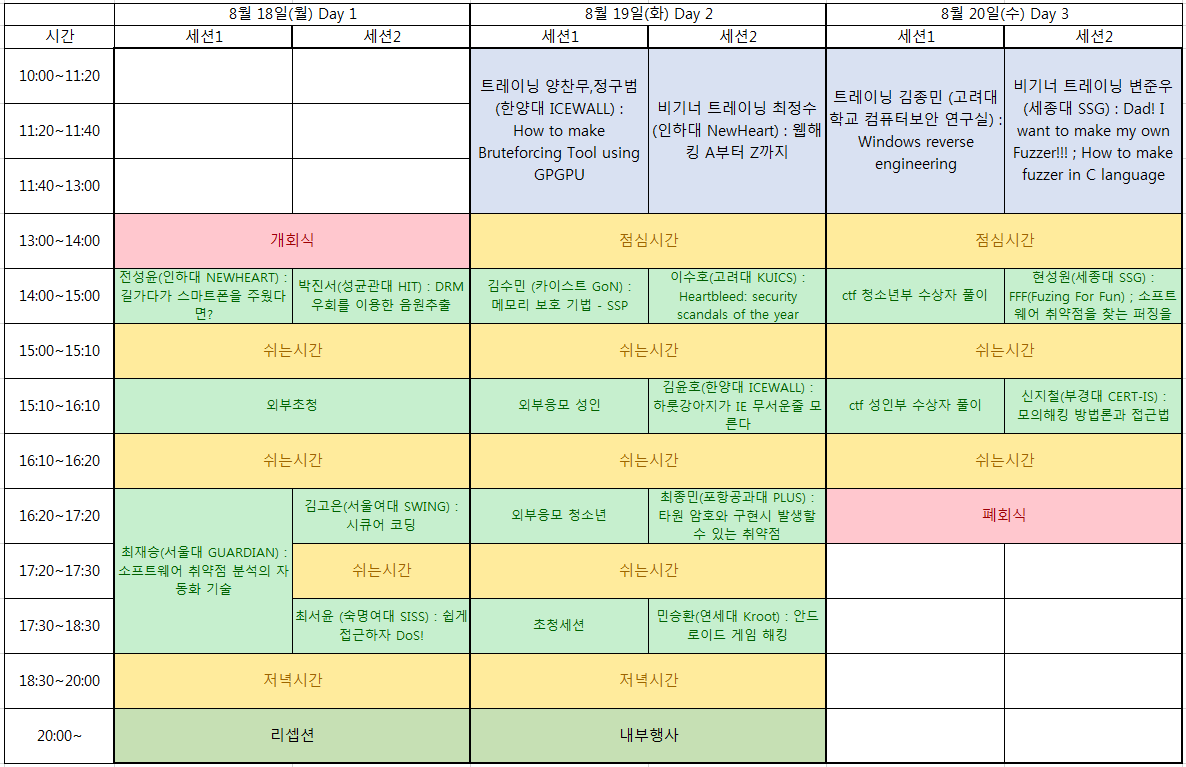 8월 18일(월) Day 1
8월 19일(화) Day 2
8월 20일(수) Day 3
시간
세션1
세션2
세션1
세션2
세션1
세션2
10:00~11:20
11:20~11:40
11:40~13:00
트레이닝 양찬무,정구범
(한양대 ICEWALL) :
How to make
Bruteforcing Tool using
GPGPU
비기너 트레이닝 최정수
(인하대 NewHeart) : 웹해
킹 A부터 Z까지
트레이닝 김종민 (고려대
학교 컴퓨터보안 연구실) :
Windows reverse
engineering
비기너 트레이닝 변준우
(세종대 SSG) : Dad! I
want to make my own
Fuzzer!!! ; How to make
fuzzer in C language
13:00~14:00
개회식
점심시간
점심시간
14:00~15:00
전성윤(인하대 NEWHEART) :
길가다가 스마트폰을 주웠다
면?
박진서(성균관대 HIT) : DRM
우회를 이용한 음원추출
김수민 (카이스트 GoN) :
메모리 보호 기법 - SSP
이수호(고려대 KUICS) :
Heartbleed: security
scandals of the year
ctf 청소년부 수상자 풀이
현성원(세종대 SSG) :
FFF(Fuzing For Fun) ; 소프트
웨어 취약점을 찾는 퍼징을
15:00~15:10
쉬는시간
쉬는시간
쉬는시간
15:10~16:10
외부초청
외부응모 성인
김윤호(한양대 ICEWALL) :
하룻강아지가 IE 무서운줄 모
른다
ctf 성인부 수상자 풀이
신지철(부경대 CERT-IS) :
모의해킹 방법론과 접근법
16:10~16:20
쉬는시간
쉬는시간
쉬는시간
16:20~17:20
최재승(서울대 GUARDIAN) :
소프트웨어 취약점 분석의 자
동화 기술
김고은(서울여대 SWING) :
시큐어 코딩
외부응모 청소년
최종민(포항공과대 PLUS) :
타원 암호와 구현시 발생할
수 있는 취약점
폐회식
17:20~17:30
쉬는시간
쉬는시간
17:30~18:30
최서윤 (숙명여대 SISS) : 쉽게
접근하자 DoS!
초청세션
민승환(연세대 Kroot) : 안드
로이드 게임 해킹
18:30~20:00
저녁시간
저녁시간
20:00~
리셉션
내부행사